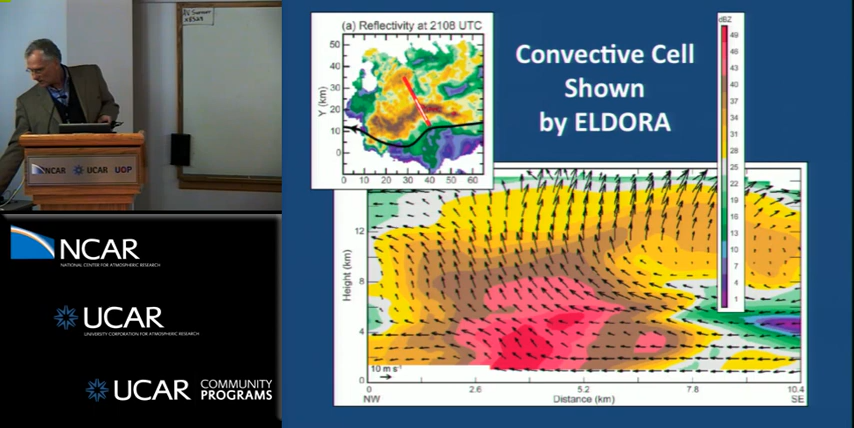 NCAR UCAR UOP
NCAR
NATIONAL CENTER FOR ATMOSPHERIC RESEARCH
UCAR
UNIVERSITY CORPORATION FOR ATMOSPHERIC RESEARCH
UCAR COMMUNITY
PROGRAMS
(a) Reflectivity at 2108 UTC
Y (km)
50
40
30
20
10
0
0 10 20 30 40 50 60
Convective Cell
Shown
by ELDORA
dBZ
49
46
43
40
37
34
31
28
25
22
19
16
13
10
7
4
1
Height (km)
12
8
4
0
10 m s-1
0 2.6 5.2 7.8 10.4
NW Distance (km) SE